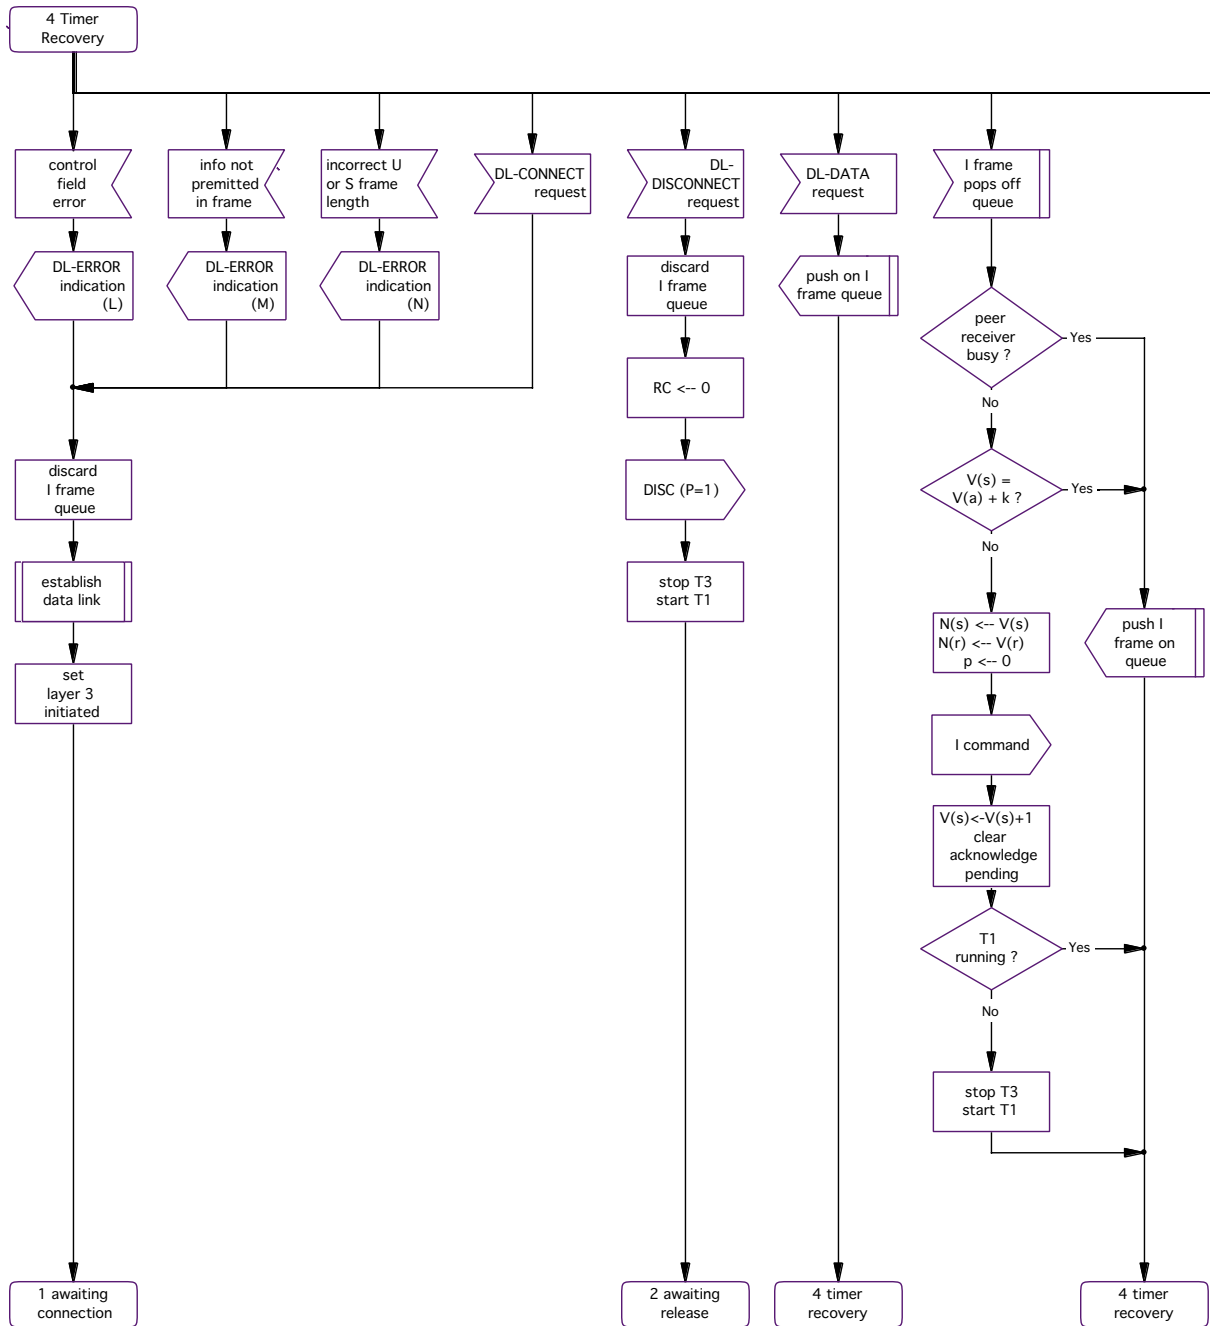 4 Timer
Recovery
control
field
error
info not
premitted
in frame
incorrect U
or S frame
length
DL-CONNECT
request
DL-
DISCONNECT
request
DL-DATA
request
I frame
pops off
queue
DL-ERROR
indication
(L)
DL-ERROR
indication
(M)
DL-ERROR
indication
(N)
discard
I frame
queue
push on I
frame queue
peer
receiver
busy ?
Yes
No
RC <-- 0
discard
I frame
queue
DISC (P=1)
V(s) =
V(a) + k ?
Yes
No
establish
data link
stop T3
start T1
N(s) <-- V(s)
N(r) <-- V(r)
p <-- 0
push I
frame on
queue
set
layer 3
initiated
I command
V(s)<-V(s)+1
clear
acknowledge
pending
T1
running ?
Yes
No
stop T3
start T1
1 awaiting
connection
2 awaiting
release
4 timer
recovery
4 timer
recovery